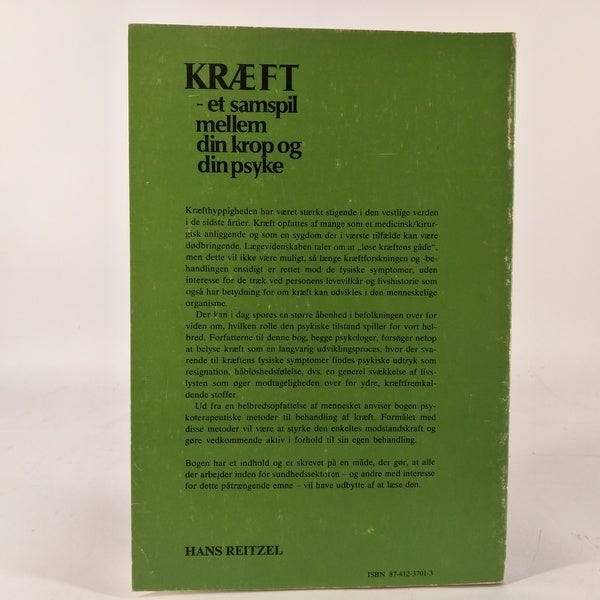 KRÆFT
- et samspil
mellem
din krop og
din psyke
Kræfthyppigheden har været stærkt stigende i den vestlige verden
i de sidste årtier. Kræft opfattes af mange som et medicinsk/kirur-
gisk anliggende og som en sygdom der i værste tilfælde kan være
dødbringende. Lægevidenskaben taler om at „løse kræftens gåde",
men dette vil ikke være muligt, så længe kræftforskningen og -be-
handlingen ensidigt er rettet mod de fysiske symptomer, uden
interesse for de træk ved personens levevilkår og livshistorie som
også har betydning for om kræft kan udvikles i den menneskelige
organisme.
Der kan i dag spores en større åbenhed i befolkningen over for
viden om, hvilken rolle den psykiske tilstand spiller for vort hel-
bred. Forfatterne til denne bog, begge psykologer, forsøger netop
at belyse kræft som en langvarig udviklingsproces, hvor der sva-
rende til kræftens fysiske symptomer findes psykiske udtryk som
resignation, håbløshedsfølelse, dvs. en generel svækkelse af livs-
lysten som øger modtageligheden over for ydre, kræftfremkal-
dende stoffer.
Ud fra en helbredsopfattelse af mennesket anviser bogen psy-
koterapeutiske metoder til behandling af kræft. Formålet med
disse metoder vil være at styrke den enkeltes modstandskraft og
gøre vedkommende aktiv i forhold til sin egen behandling.
Bogen har et indhold og er skrevet på en måde, der gør, at alle
der arbejder inden for sundhedssektoren – og andre med interesse
for dette påtrængende emne – vil have udbytte af at læse den.
HANS REITZEL
ISBN 87-412-3701-3